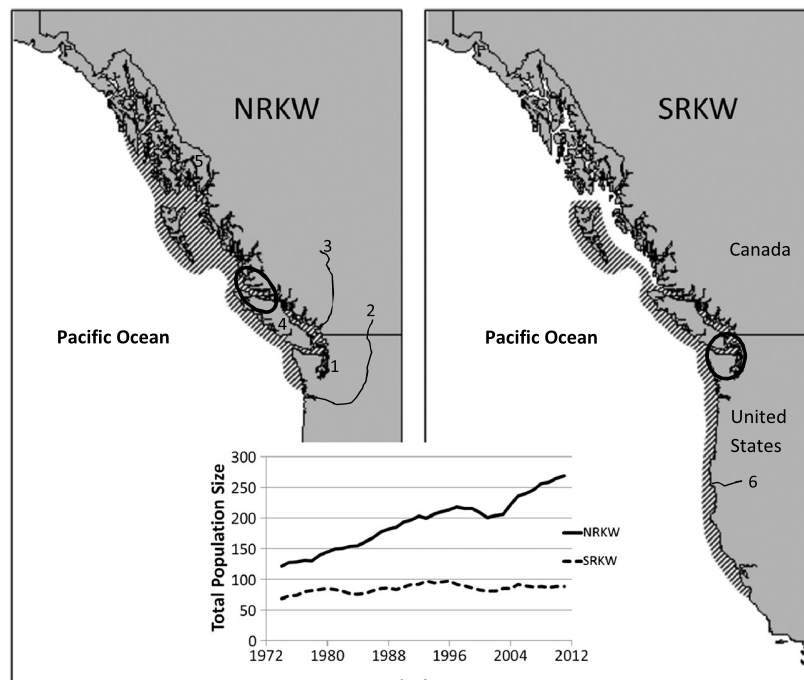 NRKW
5
3
2
4
1
Pacific Ocean
SRKW
Canada
Pacific Ocean
United
States
6
Total Population Size
300
250
200
150
100
50
0
1972
1980
1988
1996
2004
2012
NRKW
SRKW